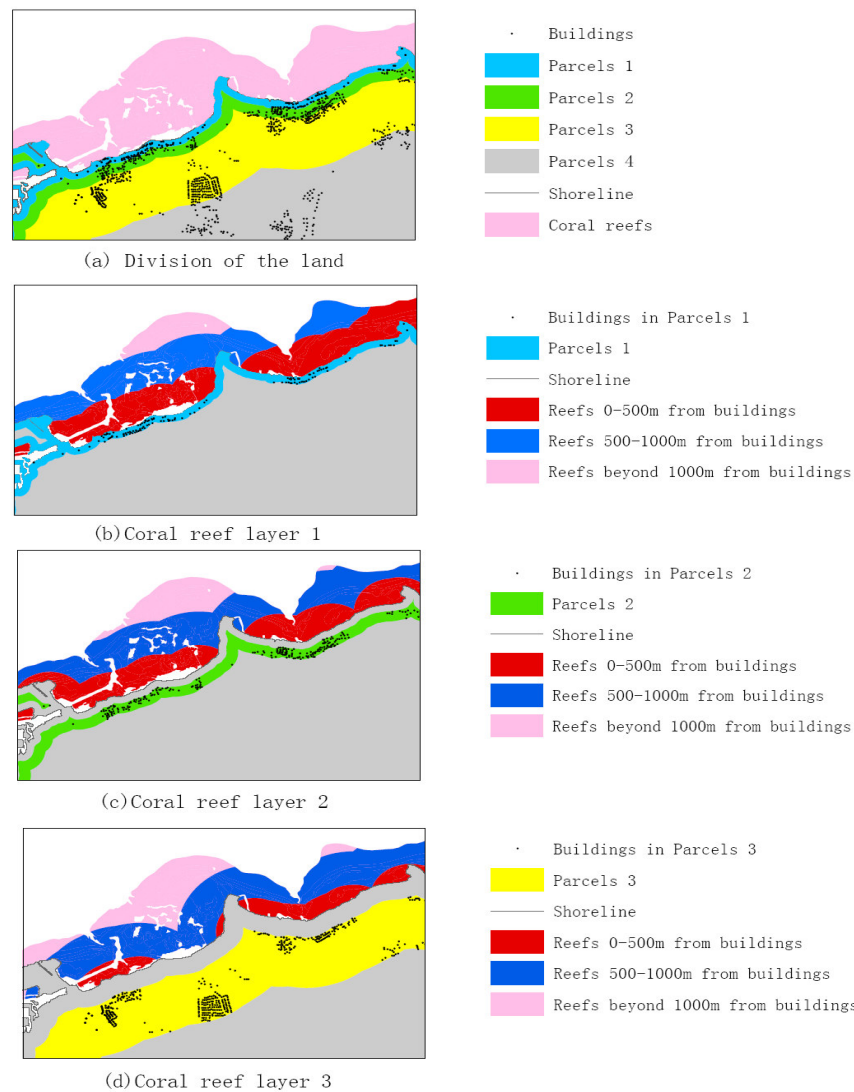 Buildings
Parcels 1
Parcels 2
Parcels 3
Parcels 4
Shoreline
Coral reefs
(a) Division of the land
Buildings in Parcels 1
Parcels 1
Shoreline
Reefs 0-500m from buildings
Reefs 500-1000m from buildings
Reefs beyond 1000m from buildings
(b)Coral reef layer 1
Buildings in Parcels 2
Parcels 2
Shoreline
Reefs 0-500m from buildings
Reefs 500-1000m from buildings
Reefs beyond 1000m from buildings
(c)Coral reef layer 2
Buildings in Parcels 3
Parcels 3
Shoreline
Reefs 0-500m from buildings
Reefs 500-1000m from buildings
Reefs beyond 1000m from buildings
(d)Coral reef layer 3